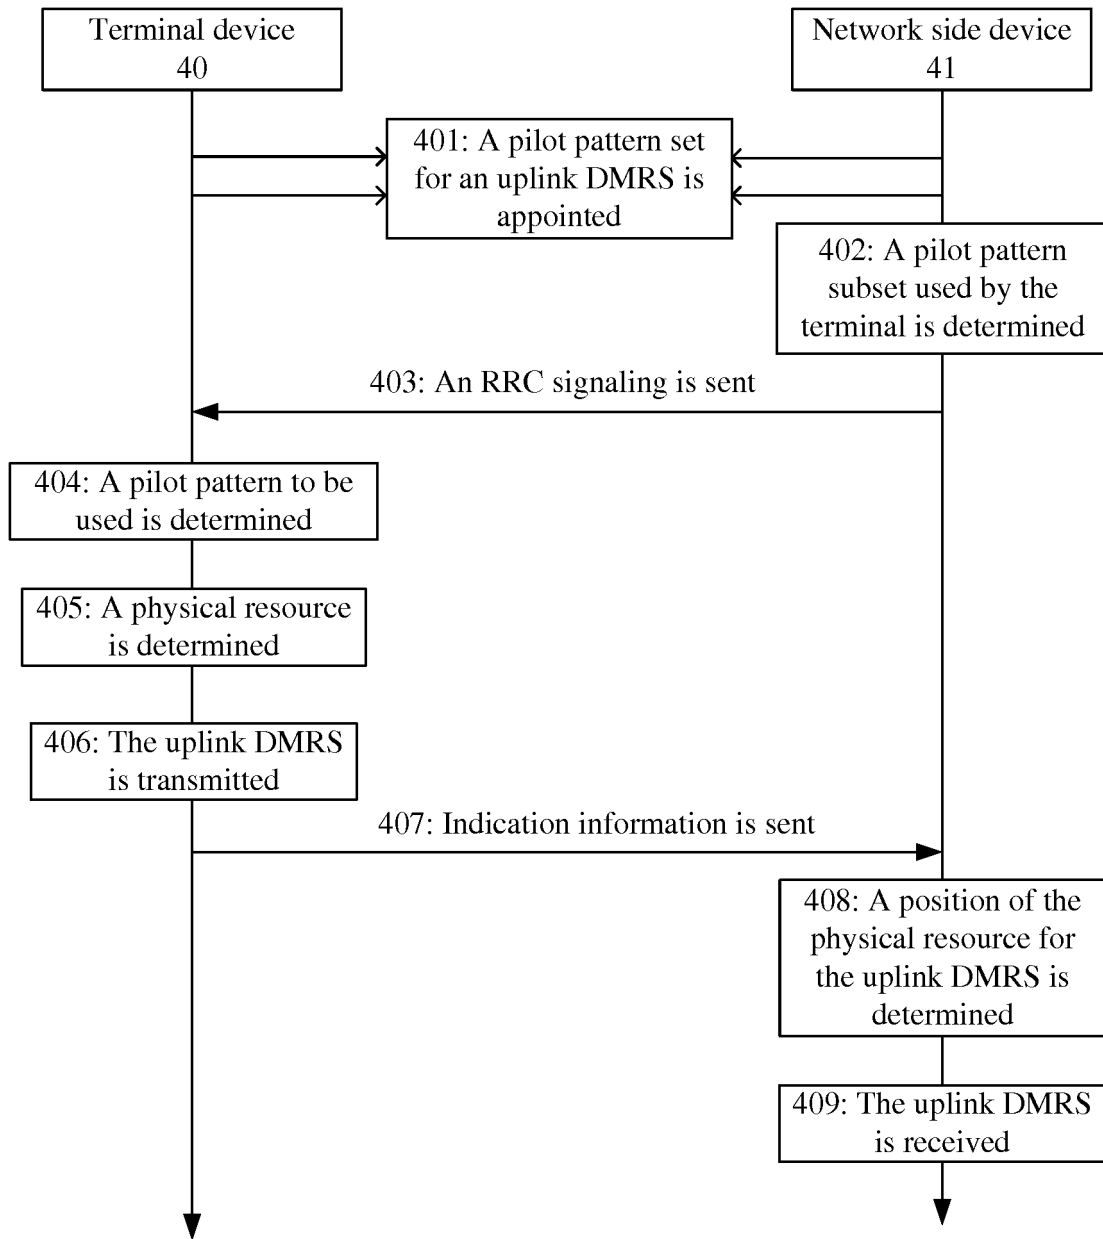 Terminal device
40
Network side device
41
401: A pilot pattern set
for an uplink DMRS is
appointed
402: A pilot pattern
subset used by the
terminal is determined
403: An RRC signaling is sent
404: A pilot pattern to be
used is determined
405: A physical resource
is determined
406: The uplink DMRS
is transmitted
407: Indication information is sent
408: A position of the
physical resource for
the uplink DMRS is
determined
409: The uplink DMRS
is received